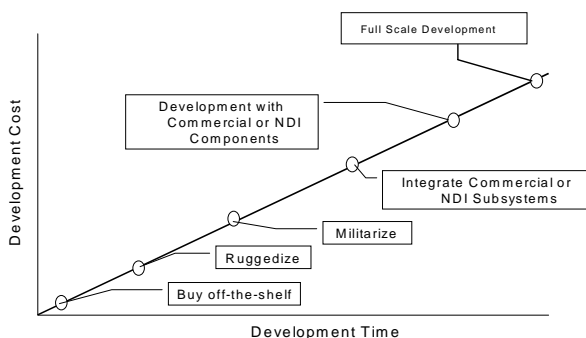 Full Scale Development
Development with
Commercial or NDI
Components
Integrate Commercial or
NDI Subsystems
Militarize
Ruggedize
Buy off-the-shelf
Development Cost
Development Time